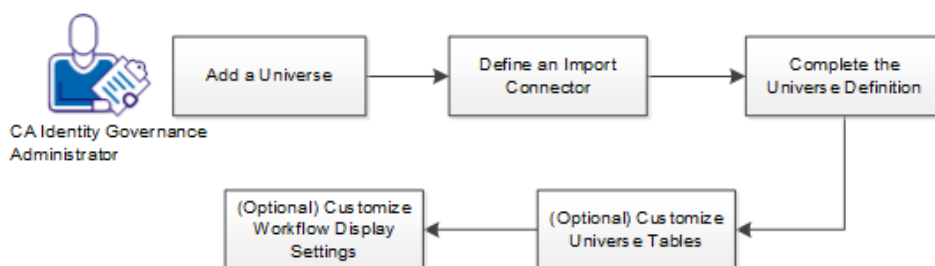 Add a Universe
Define an Import
Connector
Complete the
Universe Definition
CA Identity Governance
Administrator
(Optional) Customize
Universe Tables
(Optional) Customize
Workflow Display
Settings